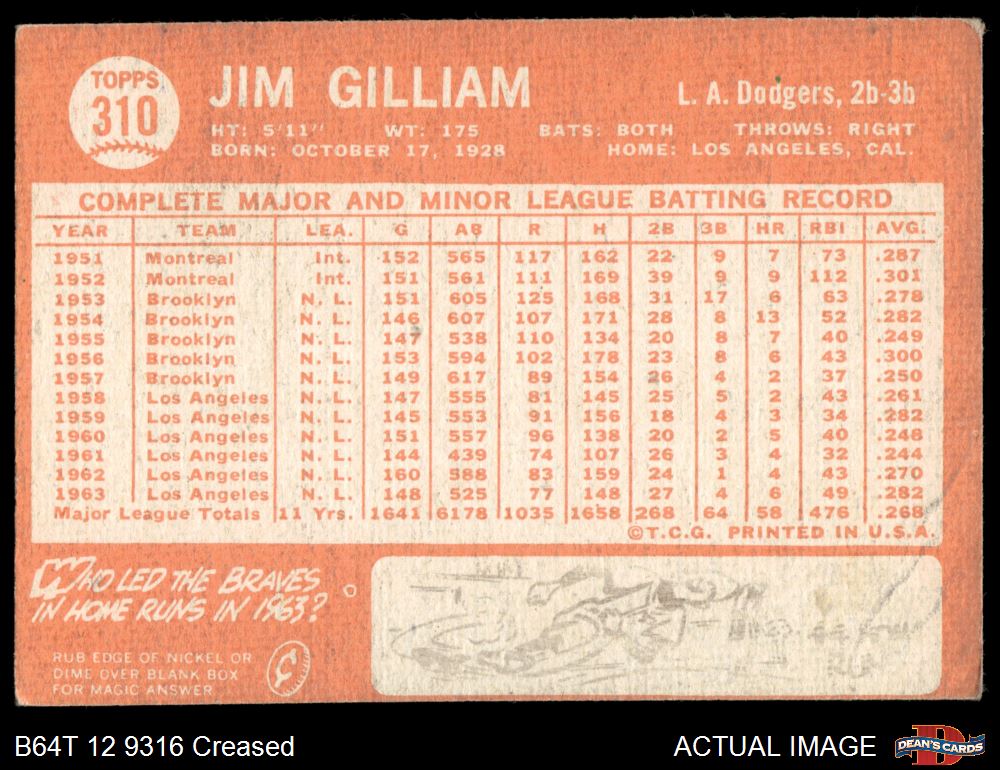 TOPPS
310
JIM GILLIAM
L. A. Dodgers, 2b-3b
HT: 5'11" WT: 175 BATS: BOTH THROWS: RIGHT
BORN: OCTOBER 17, 1928 HOME: LOS ANGELES, CAL.
COMPLETE MAJOR AND MINOR LEAGUE BATTING RECORD
YEAR TEAM LEA. G AB R H 2B 3B HR RBI AVG.
1951 Montreal Int. 152 565 117 162 22 9 7 73 .287
1952 Montreal Int. 151 561 111 169 39 9 9 112 .301
1953 Brooklyn N. L. 151 605 125 168 31 17 6 63 .278
1954 Brooklyn N. L. 146 607 107 171 28 8 13 52 .282
1955 Brooklyn N. L. 147 538 110 134 20 8 7 40 .249
1956 Brooklyn N. L. 153 594 102 178 23 8 6 43 .300
1957 Brooklyn N. L. 149 617 89 154 26 4 2 37 .250
1958 Los Angeles N. L. 147 555 81 145 25 5 2 43 .261
1959 Los Angeles N. L. 145 553 91 156 18 4 3 34 .282
1960 Los Angeles N. L. 151 557 96 138 20 2 5 40 .248
1961 Los Angeles N. L. 144 439 74 107 26 3 4 32 .244
1962 Los Angeles N. L. 160 588 83 159 24 1 4 43 .270
1963 Los Angeles N. L. 148 525 77 148 27 4 6 49 .282
Major League Totals 11 Yrs. 1641 6178 1035 1658 268 64 58 476 .268
©T.C.G. PRINTED IN U.S.A.
WHO LED THE BRAVES
IN HOME RUNS IN 1963?
RUB EDGE OF NICKEL OR
DIME OVER BLANK BOX
FOR MAGIC ANSWER
B64T 12 9316 Creased
ACTUAL IMAGE
DEAN'S CARDS